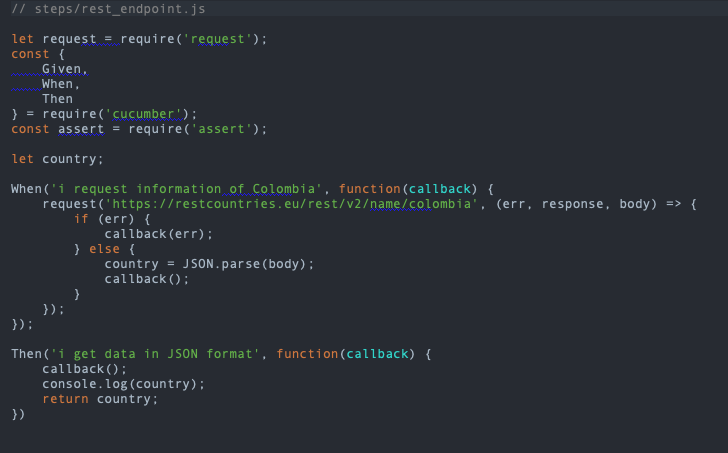 // steps/rest_endpoint.js
let request = require('request');
const {
    Given,
    When,
    Then
} = require('cucumber');
const assert = require('assert');
let country;
When('i request information of Colombia', function(callback) {
    request('https://restcountries.eu/rest/v2/name/colombia', (err, response, body) => {
        if (err) {
            callback(err);
        } else {
            country = JSON.parse(body);
            callback();
        }
    });
});
Then('i get data in JSON format', function(callback) {
    callback();
    console.log(country);
    return country;
})